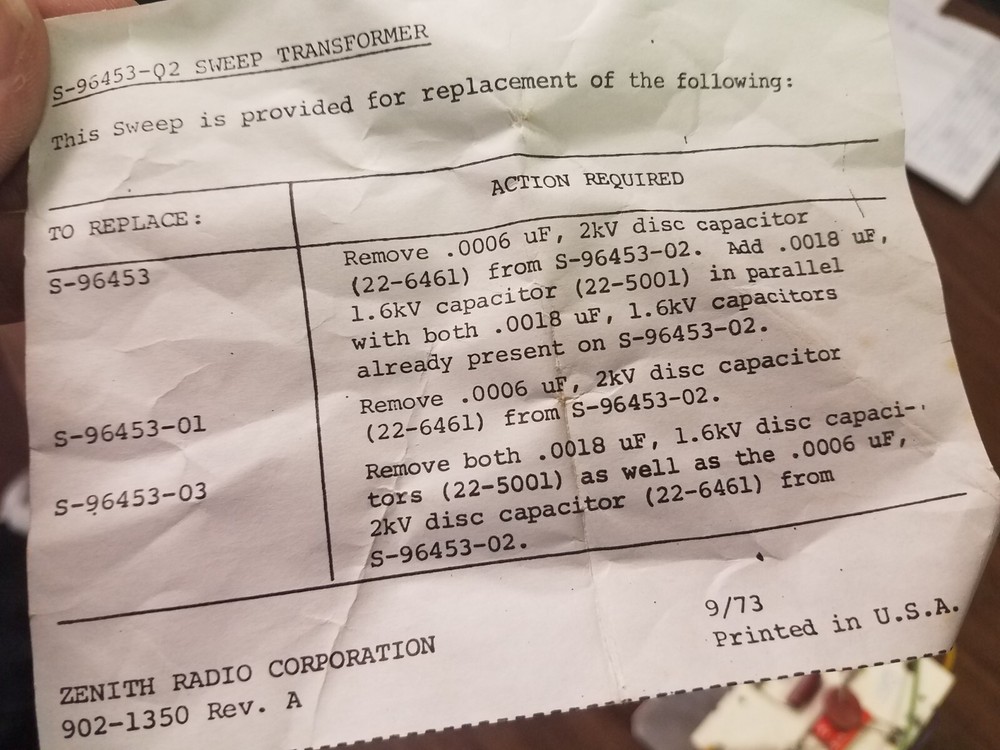 S-96453-02 SWEEP TRANSFORMER
This Sweep is provided for replacement of the following:
TO REPLACE:
ACTION REQUIRED
S-96453
Remove .0006 uF, 2kV disc capacitor
(22-6461) from S-96453-02. Add .0018 uF,
1.6kV capacitor (22-5001) in parallel
with both .0018 uF, 1.6kV capacitors
already present on S-96453-02.
S-96453-01
Remove .0006 uF, 2kV disc capacitor
(22-6461) from S-96453-02.
S-96453-03
Remove both .0018 uF, 1.6kV disc capaci-
tors (22-5001) as well as the .0006 uF,
2kV disc capacitor (22-6461) from
S-96453-02.
ZENITH RADIO CORPORATION
902-1350 Rev. A
9/73
Printed in U.S.A.